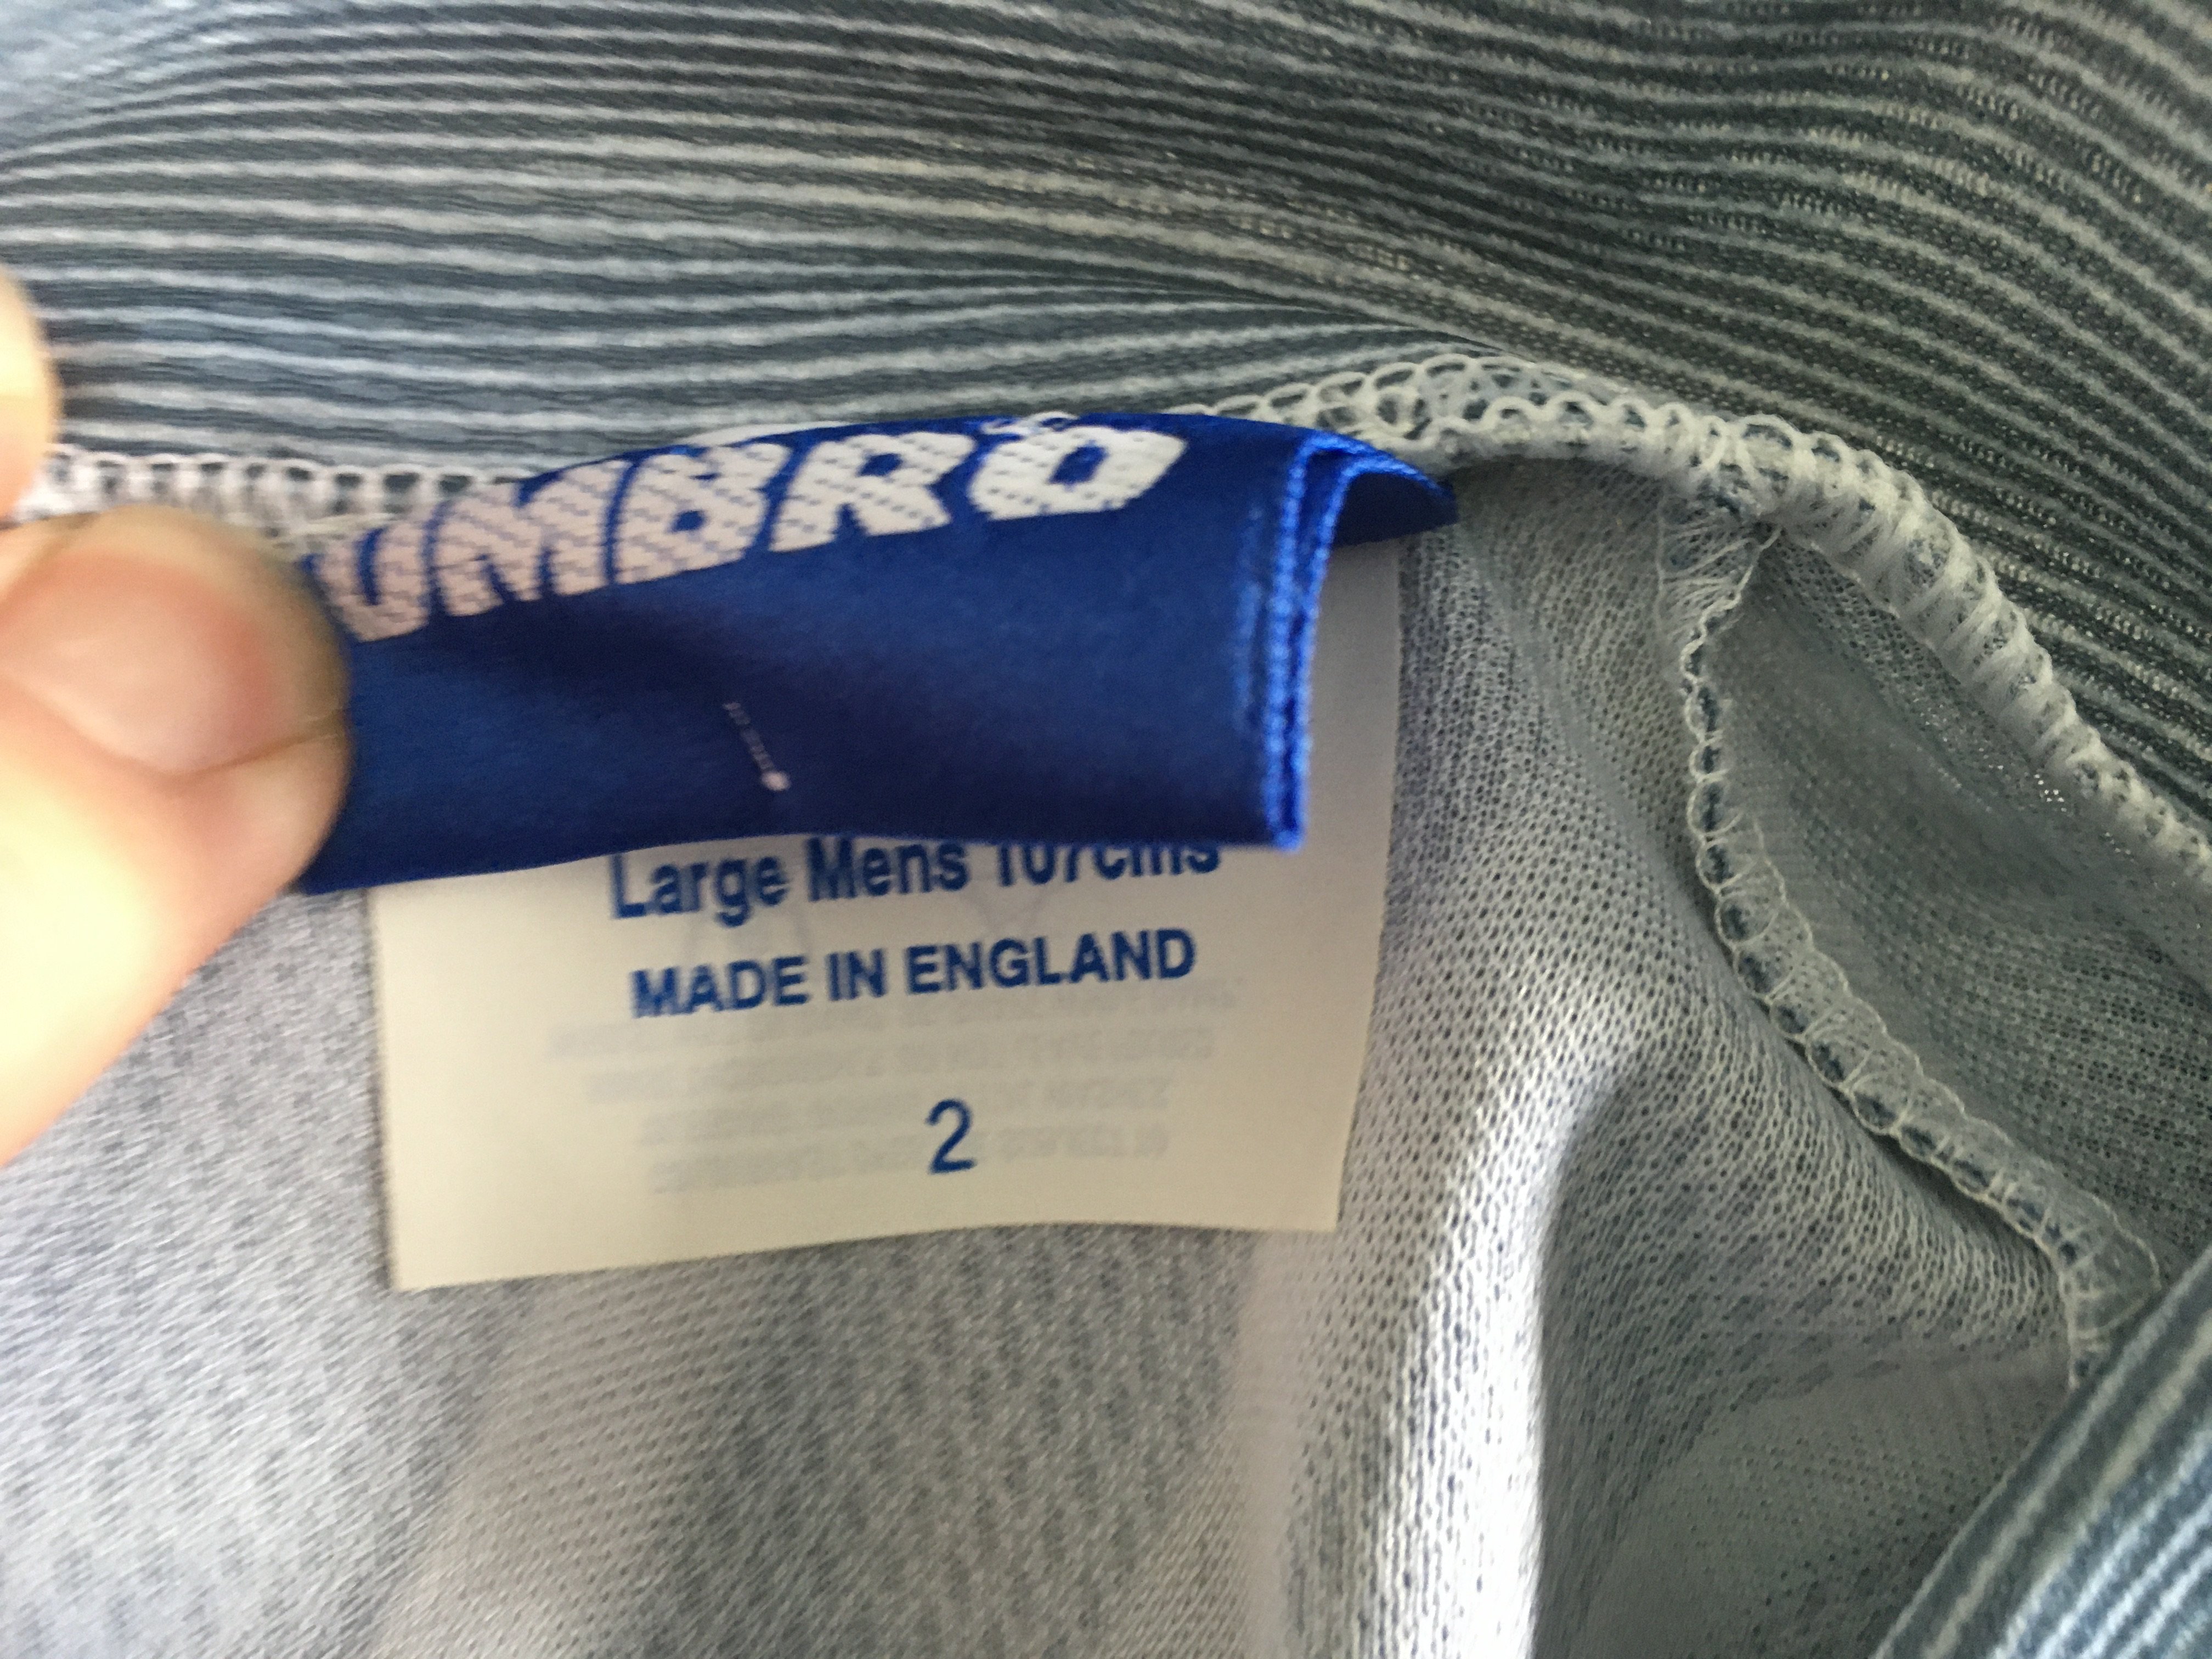 UMBRO
Large Mens 107cms
MADE IN ENGLAND
2